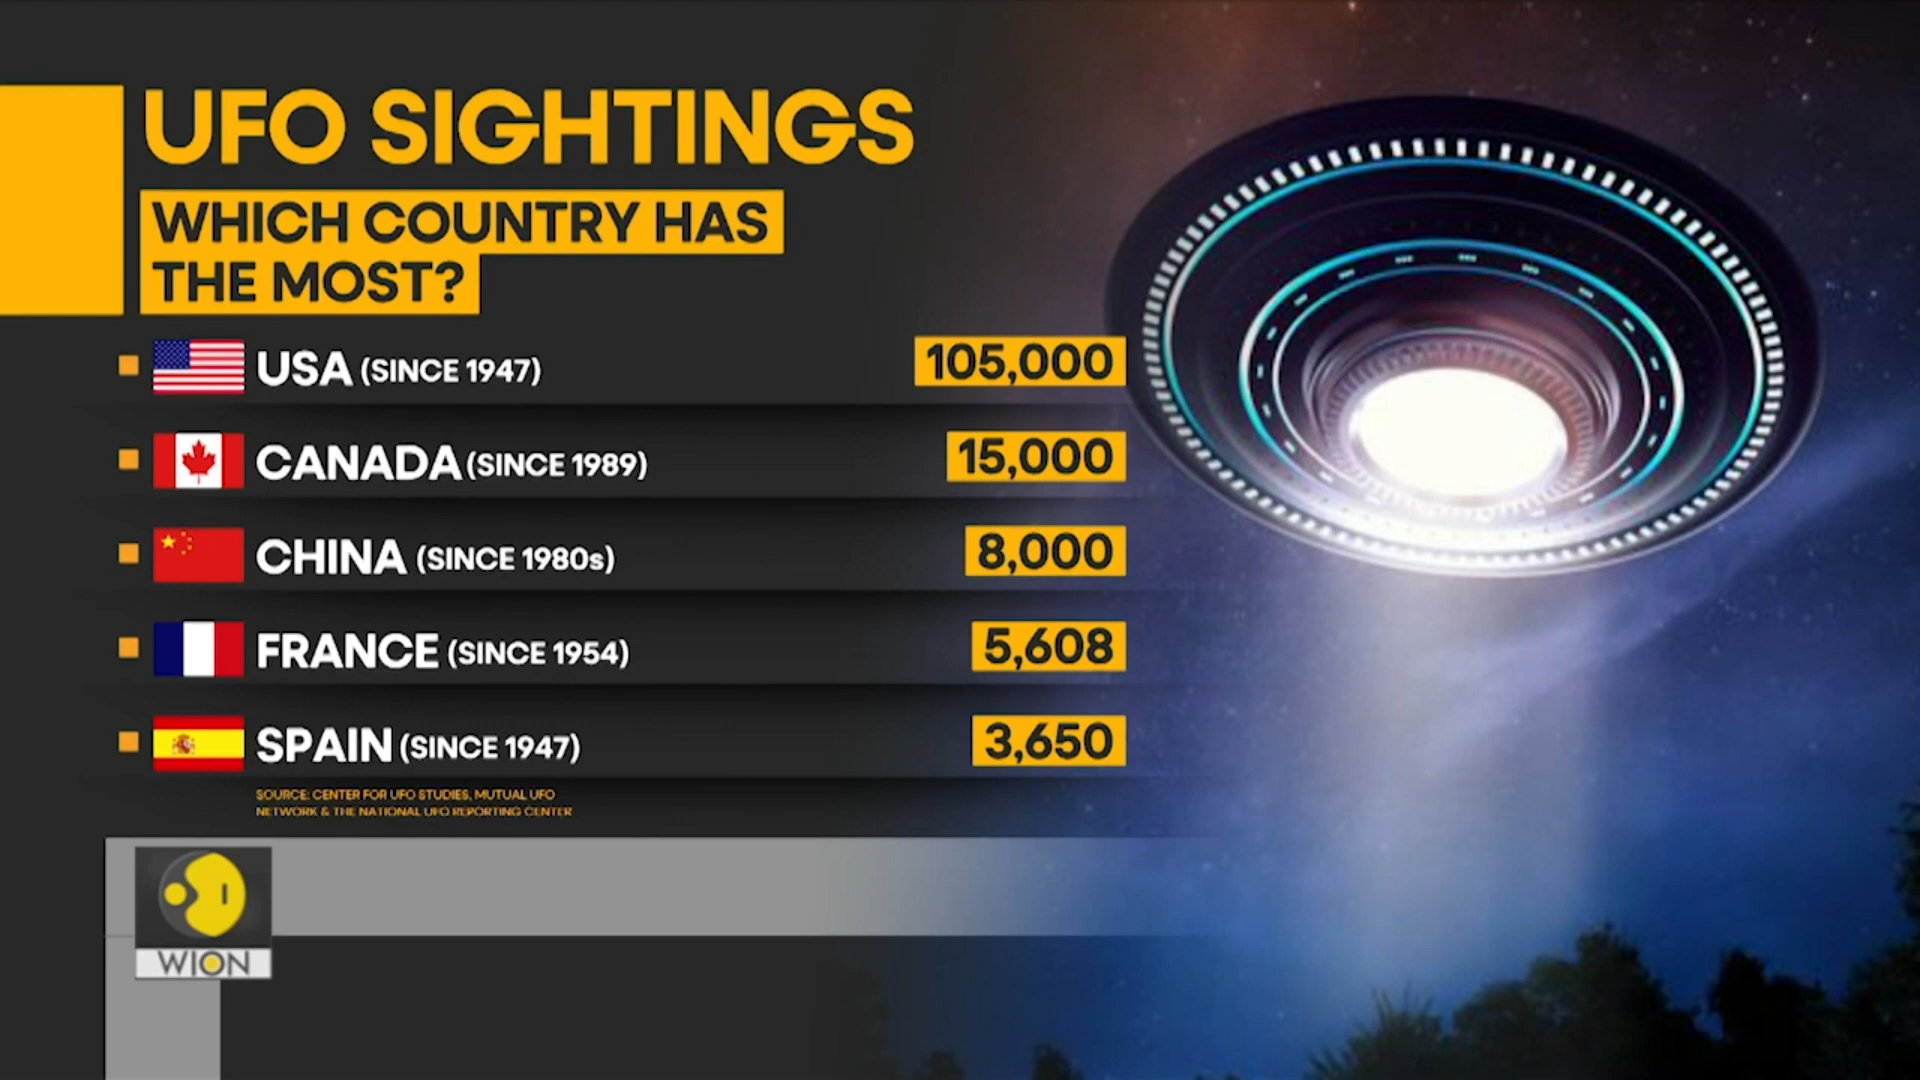 UFO SIGHTINGS
WHICH COUNTRY HAS
THE MOST?
USA (SINCE 1947) 105,000
CANADA (SINCE 1989) 15,000
CHINA (SINCE 1980s) 8,000
FRANCE (SINCE 1954) 5,608
SPAIN (SINCE 1947) 3,650
SOURCE: CENTER FOR UFO STUDIES, MUTUAL UFO
NETWORK & THE NATIONAL UFO REPORTING CENTER
WION